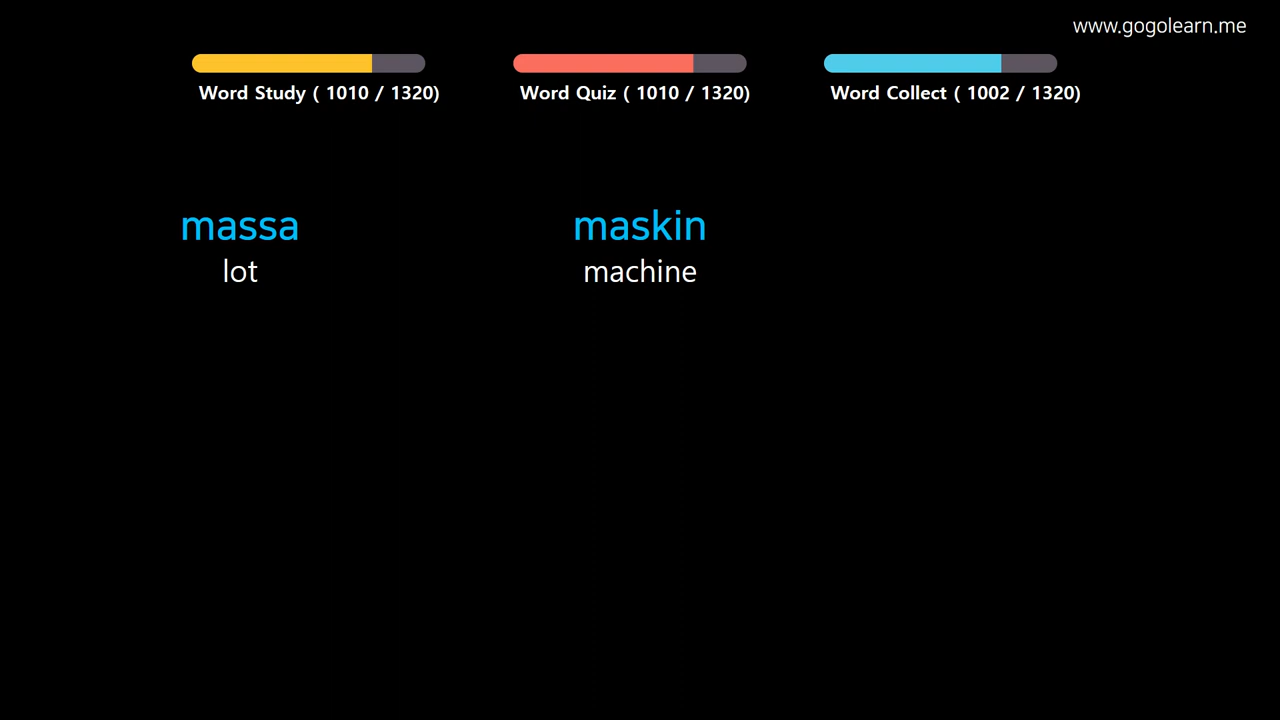 www.gogolearn.me
Word Study ( 1010 / 1320)
Word Quiz ( 1010 / 1320)
Word Collect ( 1002 / 1320)
massa
lot
maskin
machine